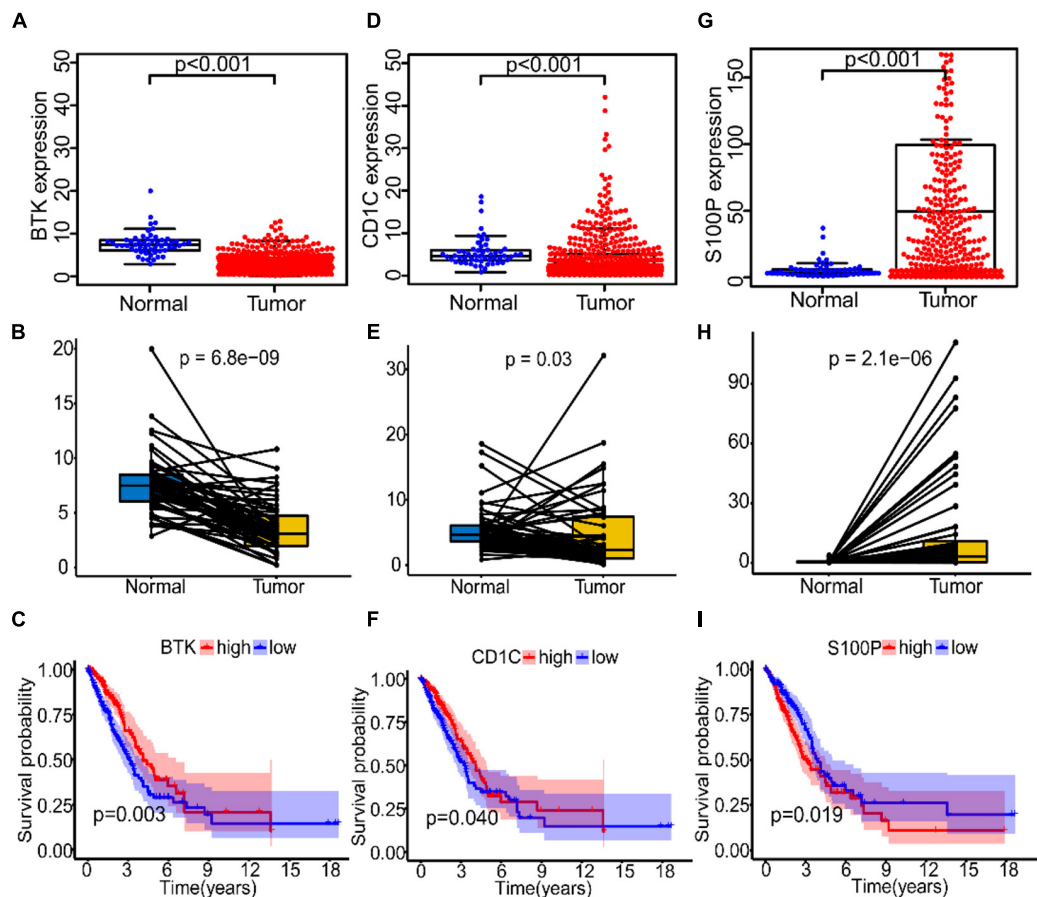 A
BTK expression
50
40
30
20
10
0
p<0.001
Normal Tumor
D
CD1C expression
50
40
30
20
10
0
p<0.001
Normal Tumor
G
S100P expression
150
100
50
0
p<0.001
Normal Tumor
B
20
15
10
5
0
p = 6.8e−09
Normal Tumor
E
30
20
10
0
p = 0.03
Normal Tumor
H
90
60
30
0
p = 2.1e−06
Normal Tumor
C
BTK high low
Survival probability
1.00
0.75
0.50
0.25
0.00
p=0.003
0 3 6 9 12 15 18
Time(years)
F
CD1C high low
Survival probability
1.00
0.75
0.50
0.25
0.00
p=0.040
0 3 6 9 12 15 18
Time(years)
I
S100P high low
Survival probability
1.00
0.75
0.50
0.25
0.00
p=0.019
0 3 6 9 12 15 18
Time(years)